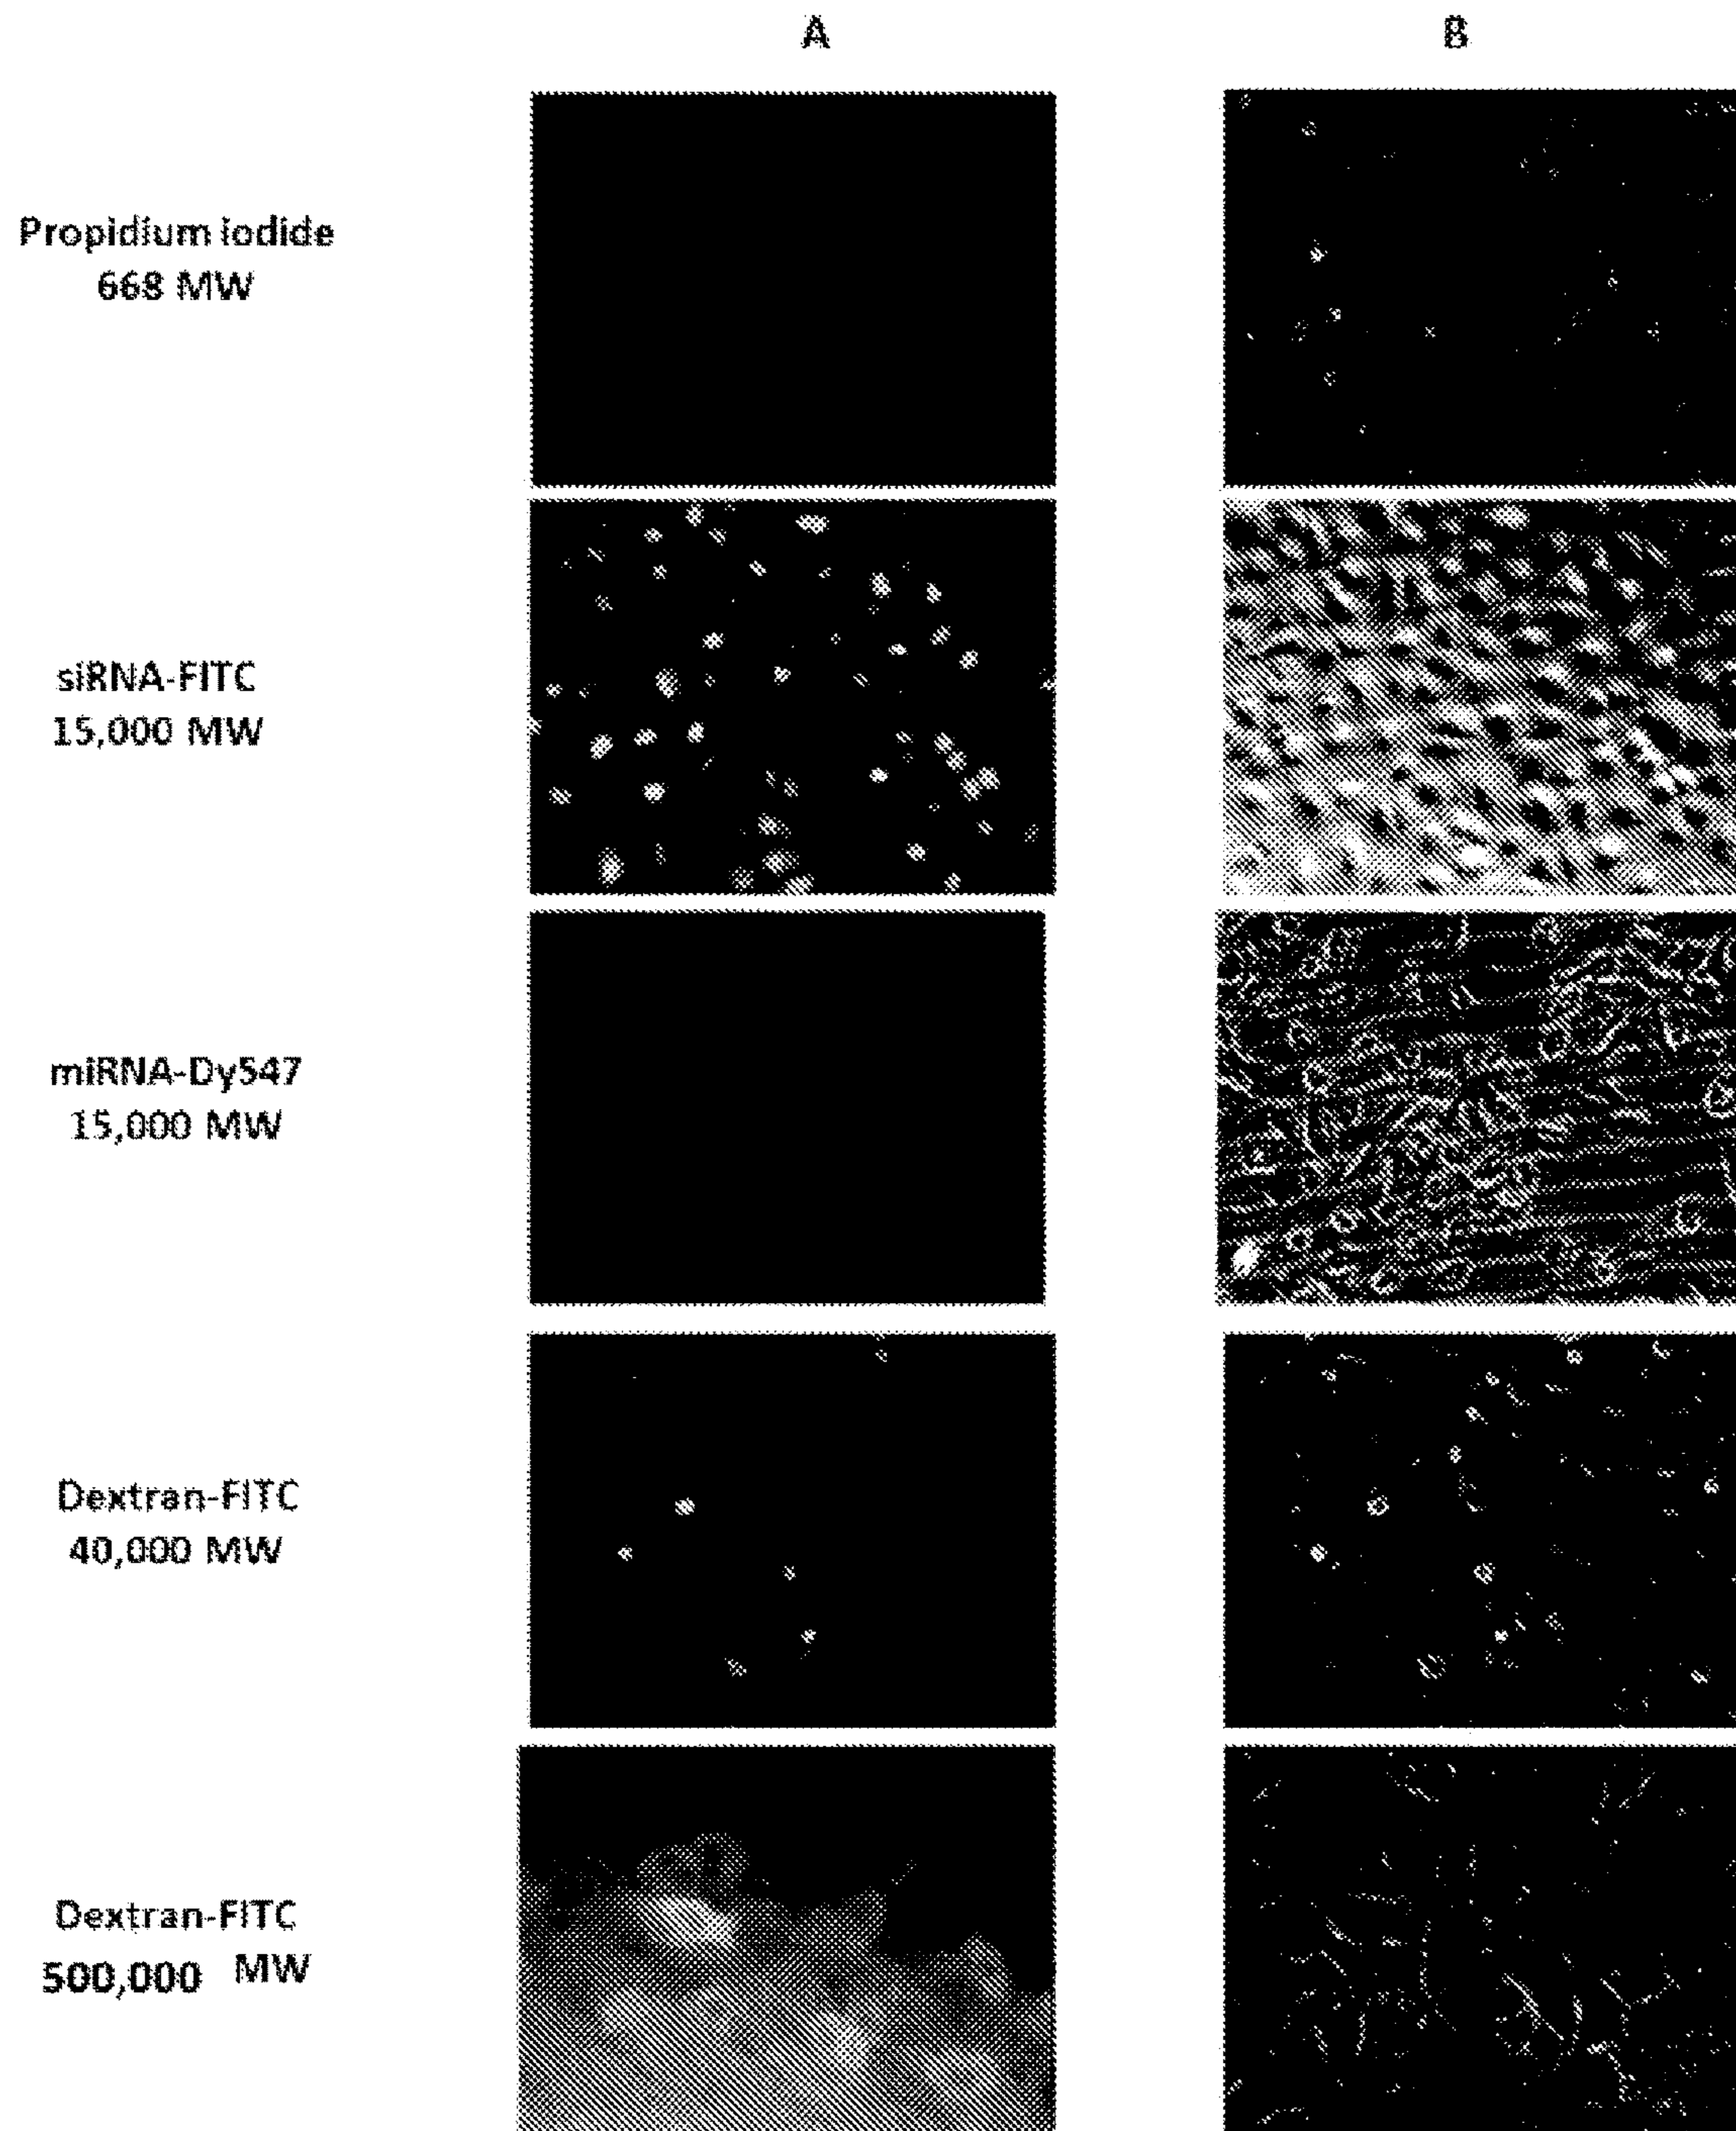 A
B
Propidium iodide
668 MW
siRNA-FITC
15,000 MW
miRNA-Dy547
15,000 MW
Dextran-FITC
40,000 MW
Dextran-FITC
500,000 MW